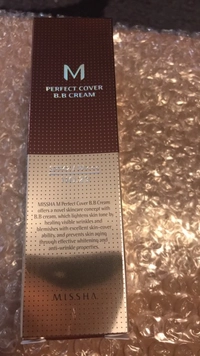 M
PERFECT COVER
B.B CREAM
MISSHA M Perfect Cover B.B Cream
offers a novel skincare concept with
B.B cream, which lightens skin tone by
healing visible wrinkles and
blemishes with excellent skin-cover
ability, and prevents skin aging
through effective whitening and
anti-wrinkle properties.
MISSHA